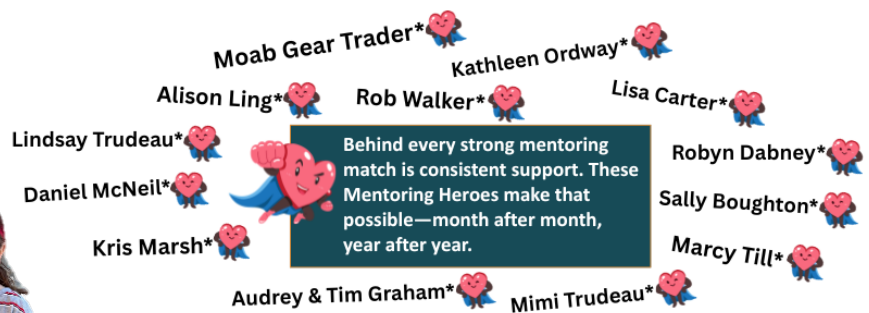 Moab Gear Trader*
Kathleen Ordway*
Alison Ling*
Rob Walker*
Lisa Carter*
Lindsay Trudeau*
Behind every strong mentoring
match is consistent support. These
Mentoring Heroes make that
possible—month after month,
year after year.
Robyn Dabney*
Daniel McNeil*
Sally Boughton*
Kris Marsh*
Marcy Till*
Audrey & Tim Graham*
Mimi Trudeau*